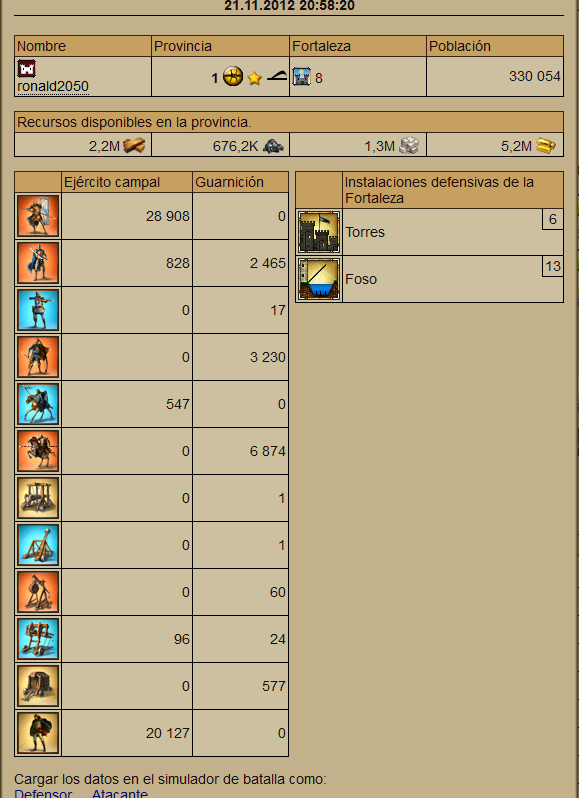 21.11.2012 20:58:20
Nombre Provincia Fortaleza Población
ronald2050 1 8 330 054
Recursos disponibles en la provincia.
2,2M 676,2K 1,3M 5,2M
Ejército campal Guarnición
28 908 0
828 2 465
0 17
0 3 230
547 0
0 6 874
0 1
0 1
0 60
96 24
0 577
20 127 0
Instalaciones defensivas de la
Fortaleza
Torres 6
Foso 13
Cargar los datos en el simulador de batalla como:
Defensor Atacante